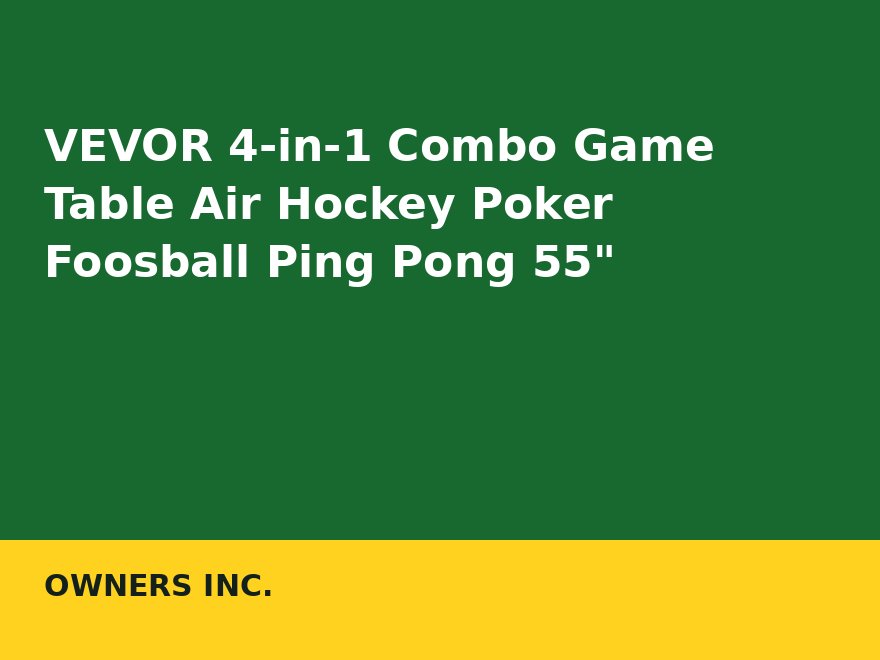 VEVOR 4-in-1 Combo Game
Table Air Hockey Poker
Foosball Ping Pong 55"
OWNERS INC.